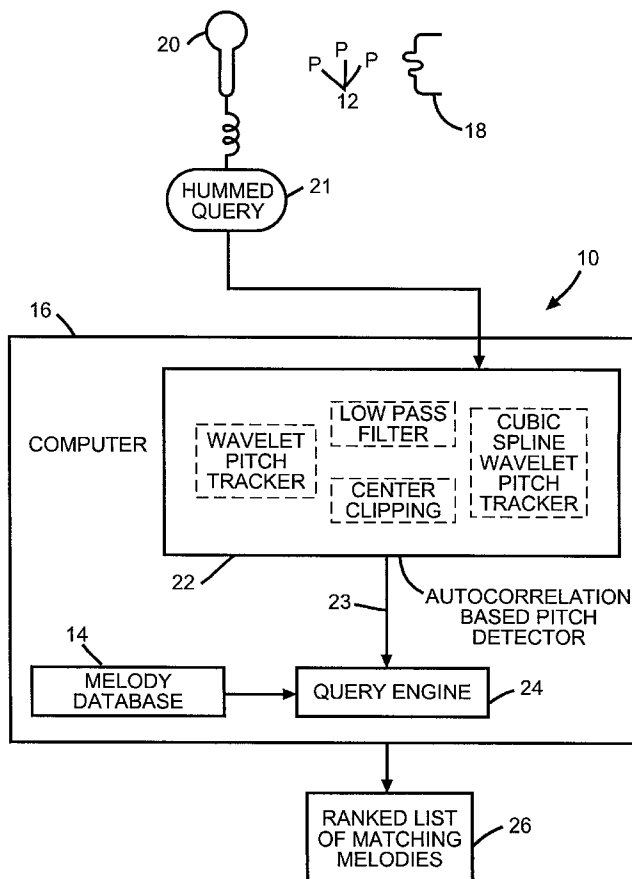 20
P P P
12
18
HUMMED
QUERY
21
10
16
COMPUTER
WAVELET
PITCH
TRACKER
LOW PASS
FILTER
CENTER
CLIPPING
CUBIC
SPLINE
WAVELET
PITCH
TRACKER
22
23
AUTOCORRELATION
BASED PITCH
DETECTOR
14
MELODY
DATABASE
QUERY ENGINE
24
RANKED LIST
OF MATCHING
MELODIES
26